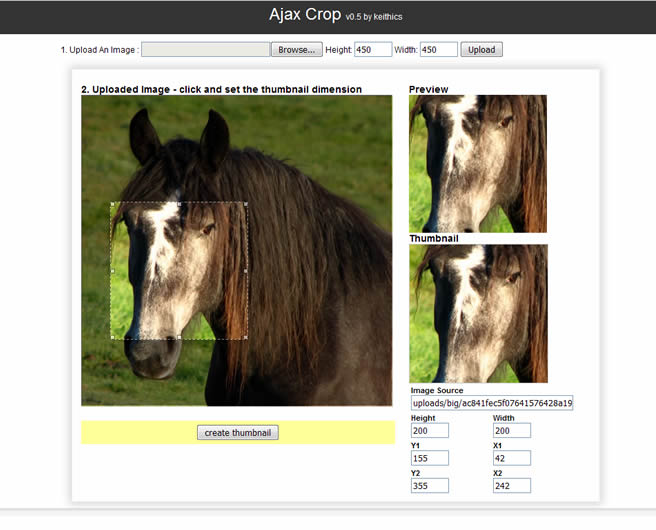 Ajax Crop v0.5 by keithics
1. Upload An Image : Browse... Height: 450 Width: 450 Upload
2. Uploaded Image - click and set the thumbnail dimension
Preview
Thumbnail
Image Source
uploads/big/ac841fec5f07641576428a19
Height Width
200 200
Y1 X1
155 42
Y2 X2
355 242
create thumbnail